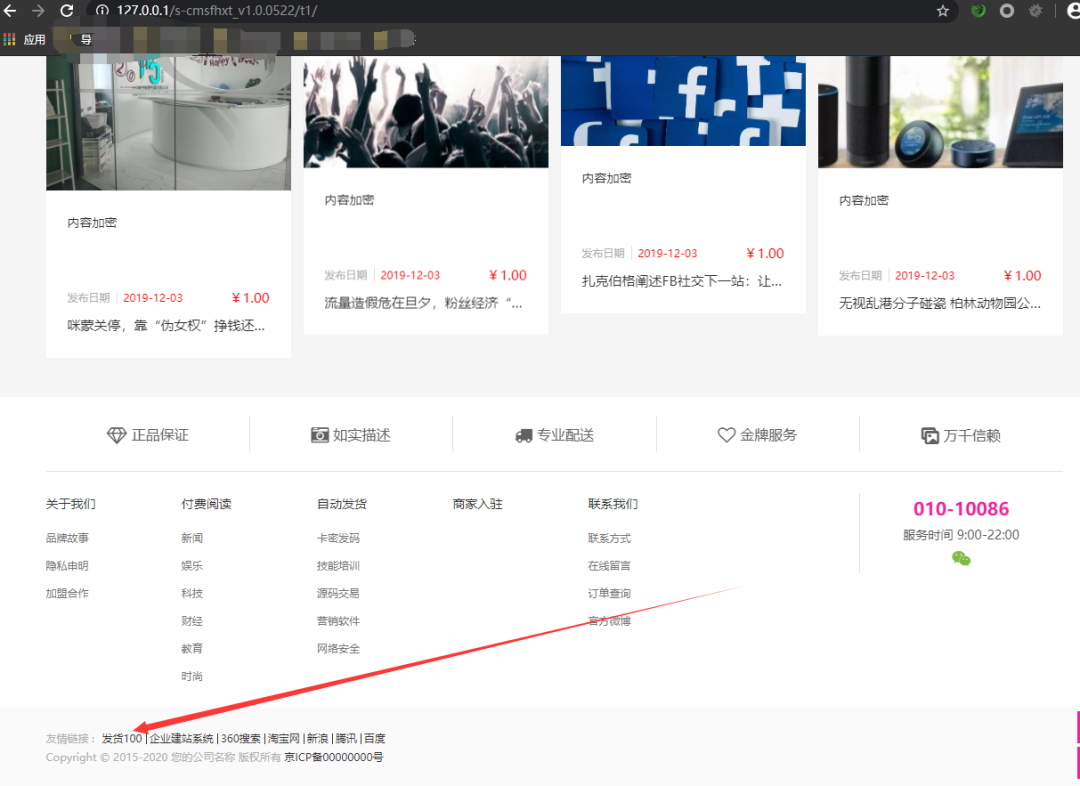 127.0.0.1/s-cmsfhxt_v1.0.0522/t1/
应用
导
内容加密
发布日期 2019-12-03 ¥1.00
咪蒙关停，靠“伪女权”挣钱还...
内容加密
发布日期 2019-12-03 ¥1.00
流量造假危在旦夕，粉丝经济“...
内容加密
发布日期 2019-12-03 ¥1.00
扎克伯格阐述FB社交下一站：让...
内容加密
发布日期 2019-12-03 ¥1.00
无视乱港分子碰瓷 柏林动物园公...
正品保证
如实描述
专业配送
金牌服务
万千信赖
关于我们
品牌故事
隐私申明
加盟合作
付费阅读
新闻
娱乐
科技
财经
教育
时尚
自动发货
卡密发码
技能培训
源码交易
营销软件
网络安全
商家入驻
联系我们
联系方式
在线留言
订单查询
官方微博
010-10086
服务时间 9:00-22:00
友情链接： 发货100 |企业建站系统 |360搜索 |淘宝网 |新浪 |腾讯 |百度
Copyright © 2015-2020 您的公司名称 版权所有 京ICP备00000000号